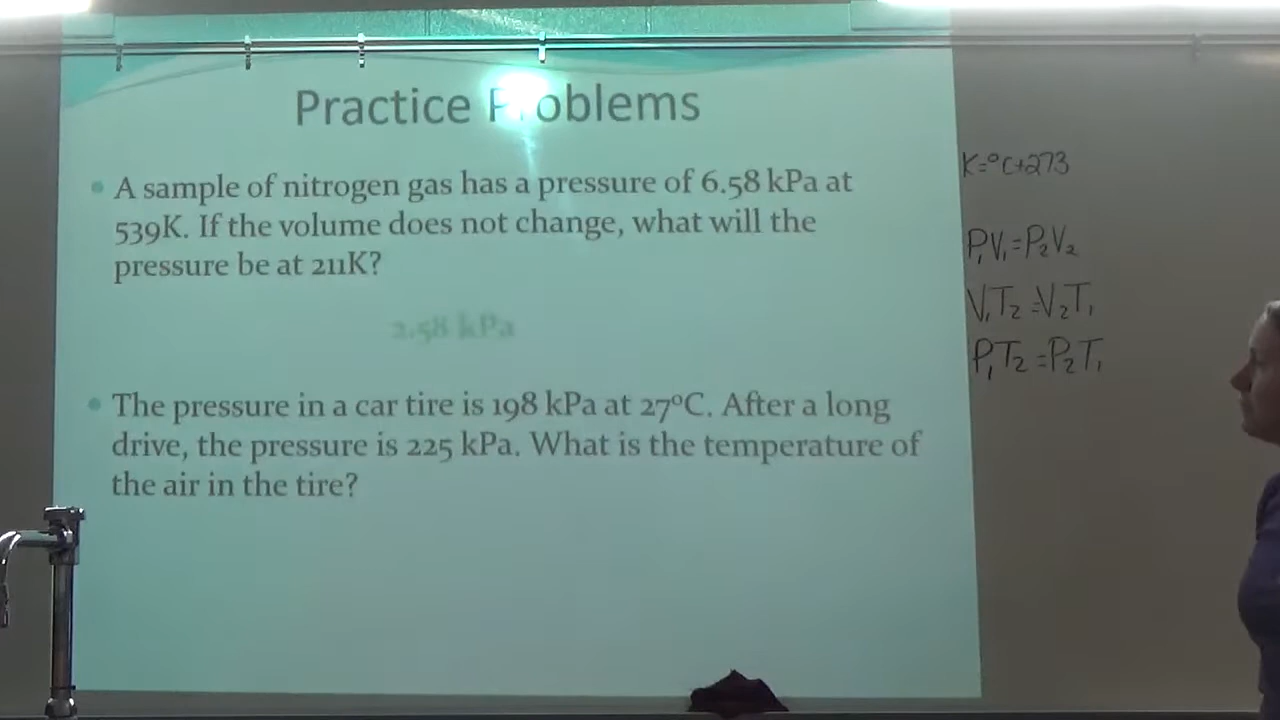 Practice Problems
A sample of nitrogen gas has a pressure of 6.58 kPa at
539K. If the volume does not change, what will the
pressure be at 211K?
2.58 kPa
The pressure in a car tire is 198 kPa at 27°C. After a long
drive, the pressure is 225 kPa. What is the temperature of
the air in the tire?
K=°C+273
P₁V₁=P₂V₂
V₁T₂=V₂T₁
P₁T₂=P₂T₁